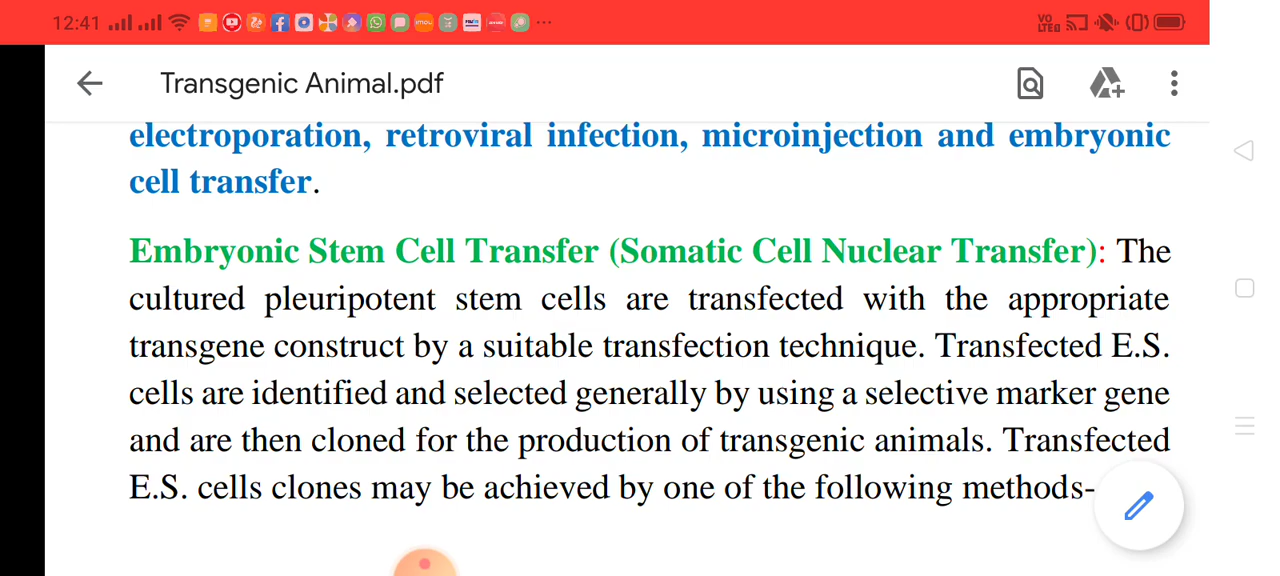 12:41
VO
LTE
Transgenic Animal.pdf
electroporation, retroviral infection, microinjection and embryonic
cell transfer.
Embryonic Stem Cell Transfer (Somatic Cell Nuclear Transfer): The
cultured pleuripotent stem cells are transfected with the appropriate
transgene construct by a suitable transfection technique. Transfected E.S.
cells are identified and selected generally by using a selective marker gene
and are then cloned for the production of transgenic animals. Transfected
E.S. cells clones may be achieved by one of the following methods-